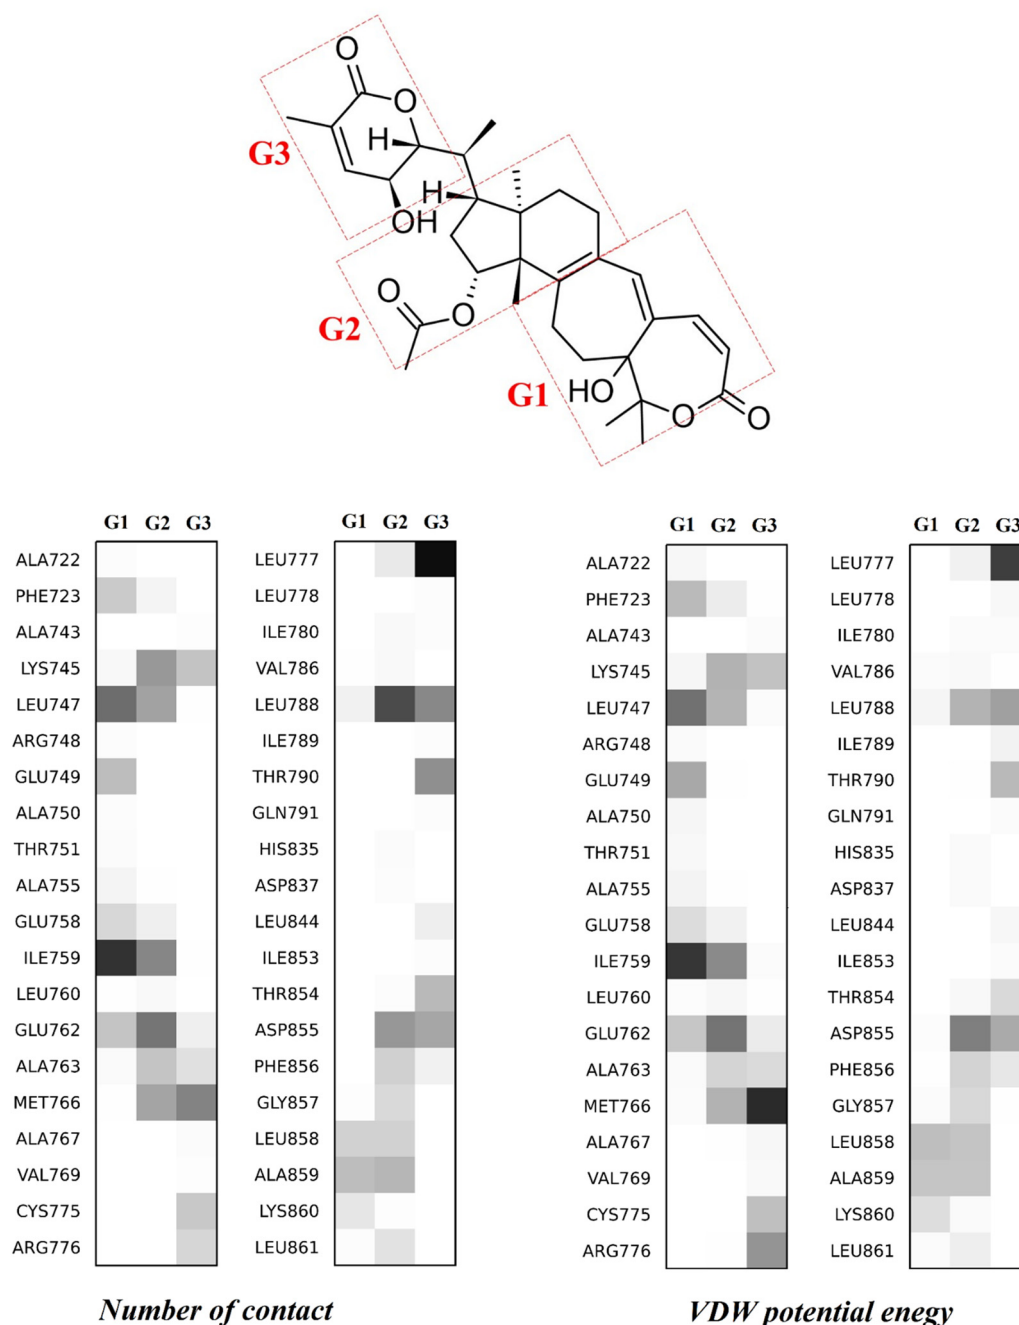 O
O
H
G3
H
OH
O
O
G2
G1
HO
O
O
G1 G2 G3
ALA722
PHE723
ALA743
LYS745
LEU747
ARG748
GLU749
ALA750
THR751
ALA755
GLU758
ILE759
LEU760
GLU762
ALA763
MET766
ALA767
VAL769
CYS775
ARG776
G1 G2 G3
LEU777
LEU778
ILE780
VAL786
LEU788
ILE789
THR790
GLN791
HIS835
ASP837
LEU844
ILE853
THR854
ASP855
PHE856
GLY857
LEU858
ALA859
LYS860
LEU861
Number of contact
G1 G2 G3
ALA722
PHE723
ALA743
LYS745
LEU747
ARG748
GLU749
ALA750
THR751
ALA755
GLU758
ILE759
LEU760
GLU762
ALA763
MET766
ALA767
VAL769
CYS775
ARG776
G1 G2 G3
LEU777
LEU778
ILE780
VAL786
LEU788
ILE789
THR790
GLN791
HIS835
ASP837
LEU844
ILE853
THR854
ASP855
PHE856
GLY857
LEU858
ALA859
LYS860
LEU861
VDW potential enegy